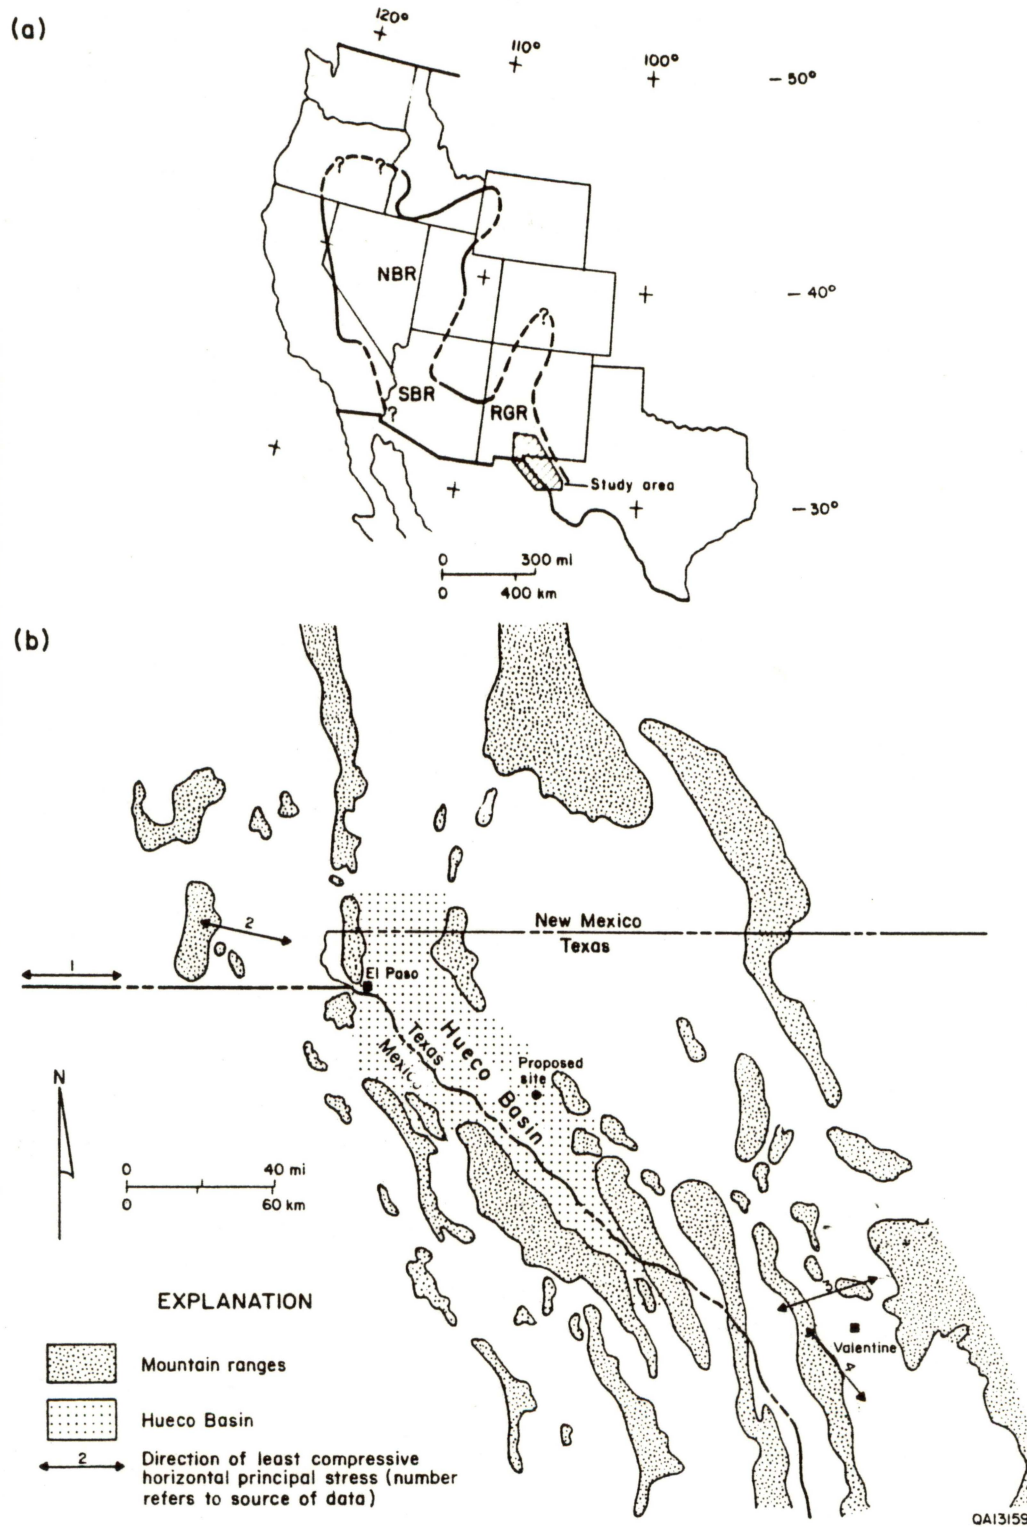 (a)
120°
110°
100°
50°
?
?
NBR
40°
?
SBR
?
RGR
Study area
30°
0 300 mi
0 400 km
(b)
New Mexico
Texas
2
1
El Paso
Texas
Mexico
Hueco Basin
Proposed
site
N
0 40 mi
0 60 km
3
Valentine
4
EXPLANATION
Mountain ranges
Hueco Basin
2
Direction of least compressive
horizontal principal stress (number
refers to source of data)
QA13159